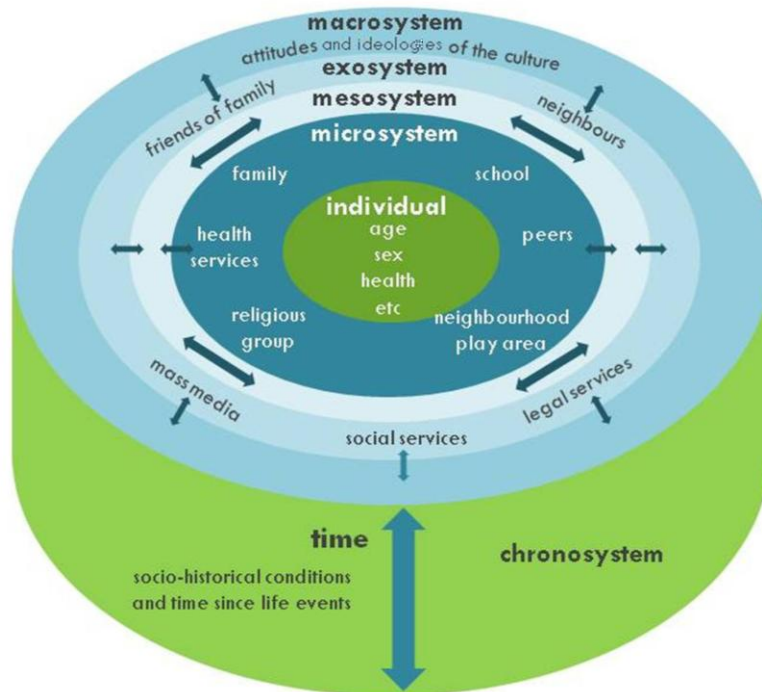 macrosystem
attitudes and ideologies of the culture
exosystem
friends of family
mesosystem
neighbours
microsystem
family
school
individual
age
sex
health
etc
health
services
peers
religious
group
neighbourhood
play area
mass media
legal services
social services
time
socio-historical conditions
and time since life events
chronosystem